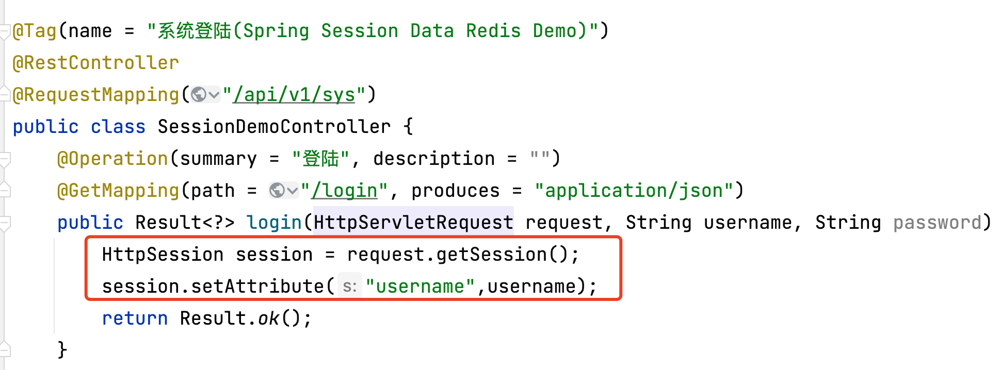 @Tag(name = "系统登陆(Spring Session Data Redis Demo)")
@RestController
@RequestMapping("/api/v1/sys")
public class SessionDemoController {
@Operation(summary = "登陆", description = "")
@GetMapping(path = "/login", produces = "application/json")
public Result<?> login(HttpServletRequest request, String username, String password)
HttpSession session = request.getSession();
session.setAttribute( s: "username",username);
return Result.ok();
}